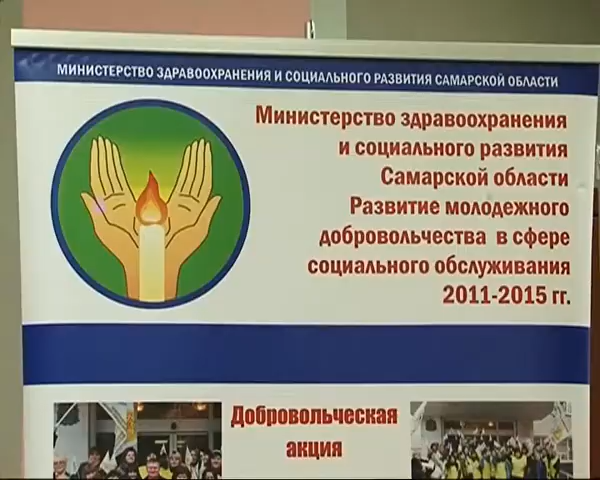 МИНИСТЕРСТВО ЗДРАВООХРАНЕНИЯ И СОЦИАЛЬНОГО РАЗВИТИЯ САМАРСКОЙ ОБЛАСТИ
Министерство здравоохранения
и социального развития
Самарской области
Развитие молодежного
добровольчества в сфере
социального обслуживания
2011-2015 гг.
Добровольческая
акция